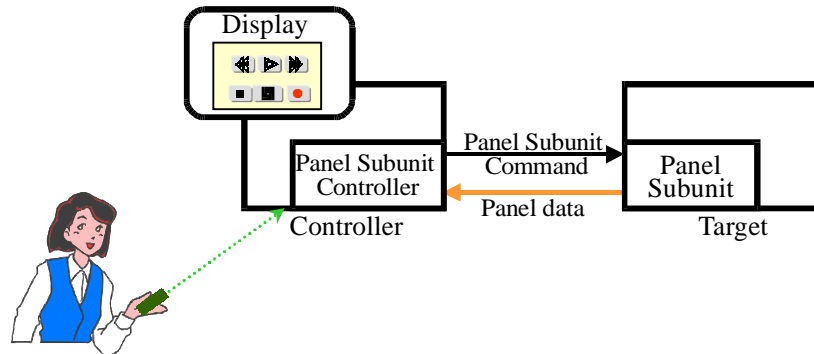 Display
Panel Subunit
Controller
Controller
Panel Subunit
Command
Panel data
Panel
Subunit
Target